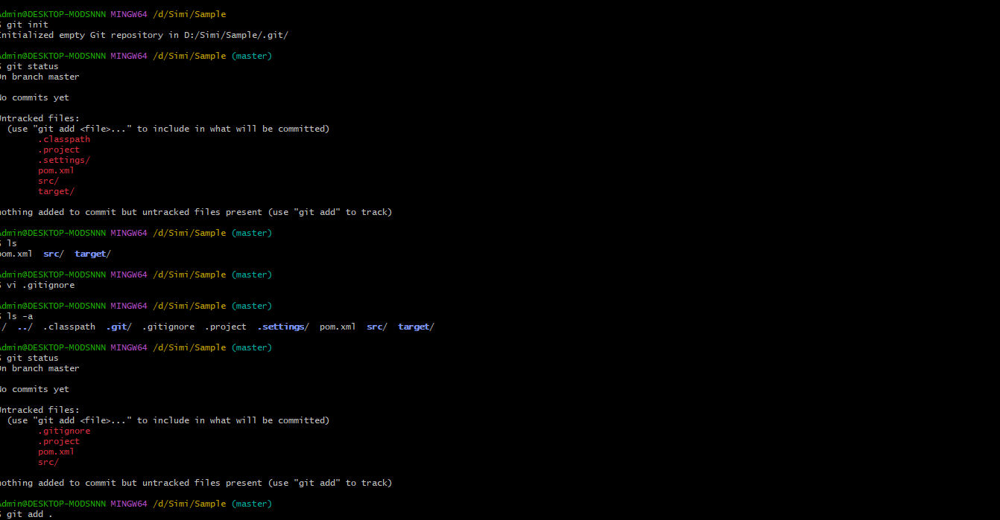 dmin@DESKTOP-MODSNNN MINGW64 /d/Simi/Sample
$ git init
Initialized empty Git repository in D:/Simi/Sample/.git/
dmin@DESKTOP-MODSNNN MINGW64 /d/Simi/Sample (master)
$ git status
On branch master
No commits yet
Untracked files:
(use "git add <file>..." to include in what will be committed)
.classpath
.project
.settings/
pom.xml
src/
target/
nothing added to commit but untracked files present (use "git add" to track)
dmin@DESKTOP-MODSNNN MINGW64 /d/Simi/Sample (master)
$ ls
pom.xml src/ target/
dmin@DESKTOP-MODSNNN MINGW64 /d/Simi/Sample (master)
$ vi .gitignore
dmin@DESKTOP-MODSNNN MINGW64 /d/Simi/Sample (master)
$ ls -a
./ ../ .classpath .git/ .gitignore .project .settings/ pom.xml src/ target/
dmin@DESKTOP-MODSNNN MINGW64 /d/Simi/Sample (master)
$ git status
On branch master
No commits yet
Untracked files:
(use "git add <file>..." to include in what will be committed)
.gitignore
.project
pom.xml
src/
nothing added to commit but untracked files present (use "git add" to track)
dmin@DESKTOP-MODSNNN MINGW64 /d/Simi/Sample (master)
$ git add .